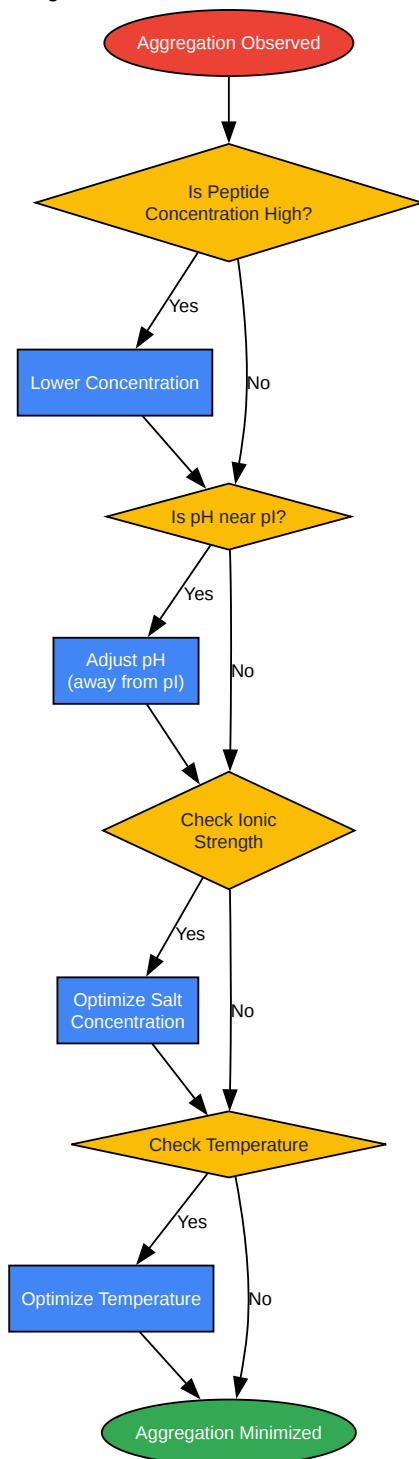 Aggregation Observed
Is Peptide
Concentration High?
Yes
Lower Concentration
No
Is pH near pI?
Yes
Adjust pH
(away from pI)
No
Check Ionic
Strength
Yes
Optimize Salt
Concentration
No
Check Temperature
Yes
Optimize Temperature
No
Aggregation Minimized